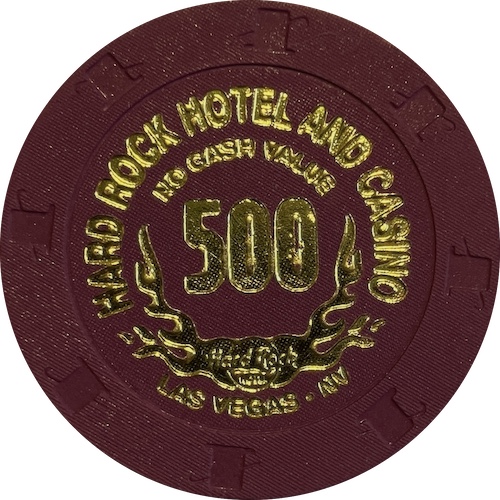 HARD ROCK HOTEL AND CASINO
NO CASH VALUE
500
Hard Rock
LAS VEGAS - NV